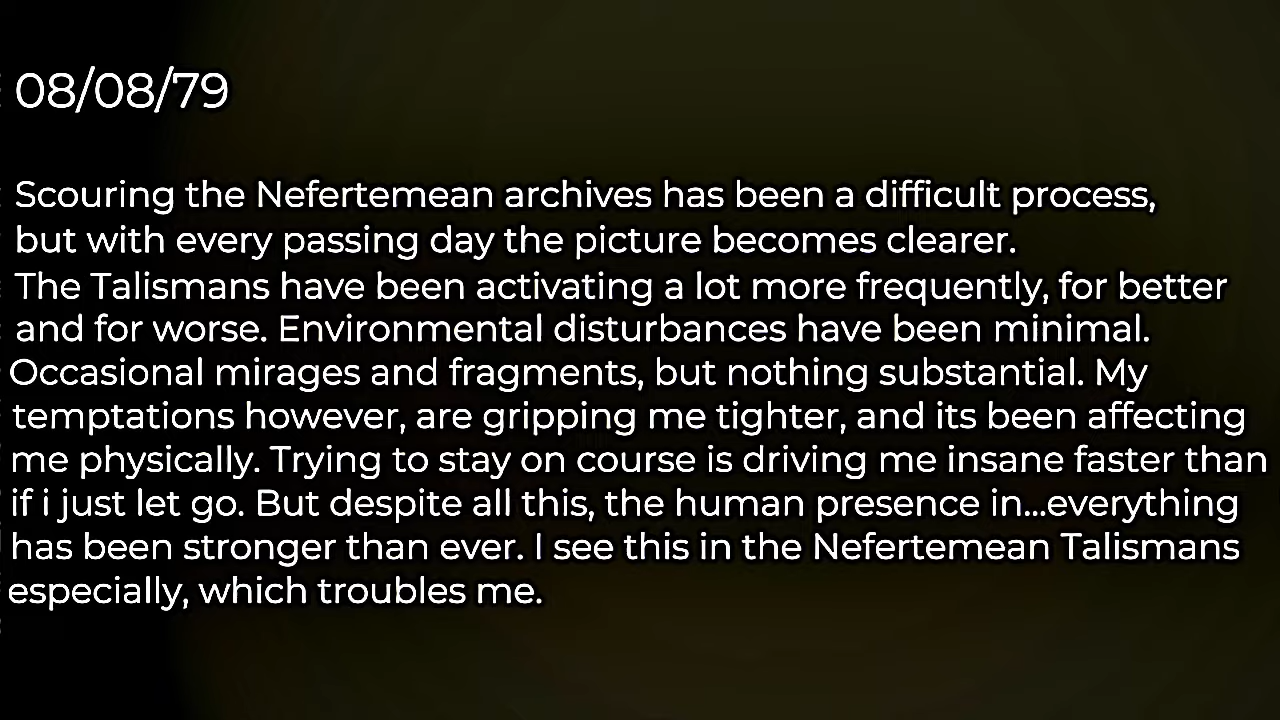 08/08/79
Scouring the Nefertemean archives has been a difficult process,
but with every passing day the picture becomes clearer.
The Talismans have been activating a lot more frequently, for better
and for worse. Environmental disturbances have been minimal.
Occasional mirages and fragments, but nothing substantial. My
temptations however, are gripping me tighter, and its been affecting
me physically. Trying to stay on course is driving me insane faster than
if i just let go. But despite all this, the human presence in...everything
has been stronger than ever. I see this in the Nefertemean Talismans
especially, which troubles me.